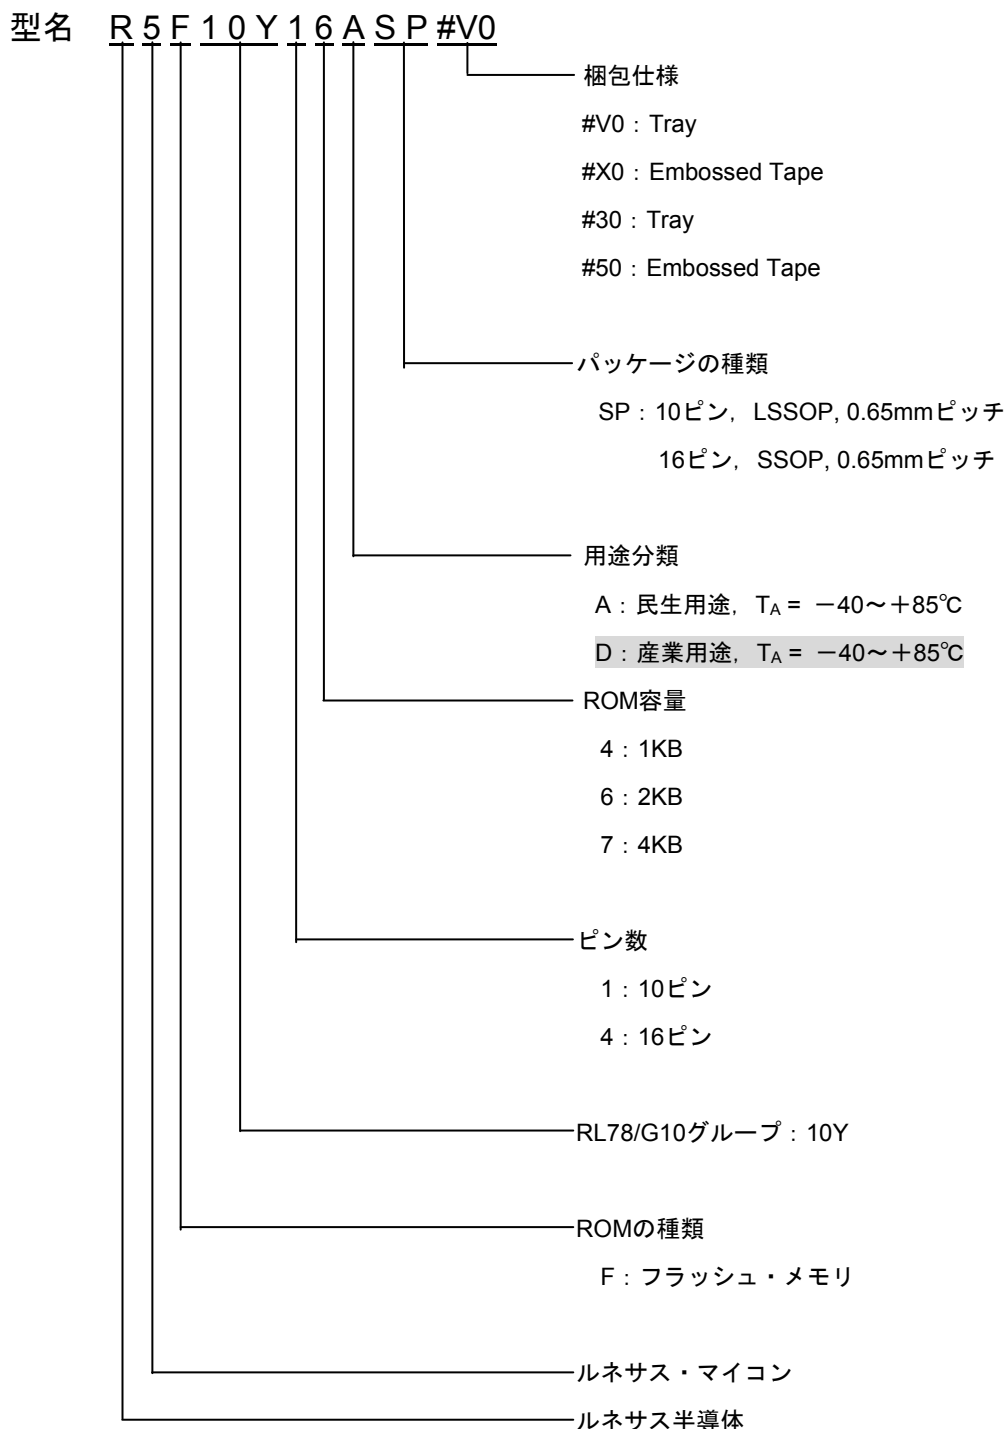 型名 R 5 F 1 0 Y 1 6 A S P #V0
梱包仕様
#V0：Tray
#X0：Embossed Tape
#30：Tray
#50：Embossed Tape
パッケージの種類
SP：10ピン, LSSOP, 0.65mmピッチ
16ピン, SSOP, 0.65mmピッチ
用途分類
A：民生用途, TA = －40～＋85℃
D：産業用途, TA = －40～＋85℃
ROM容量
4：1KB
6：2KB
7：4KB
ピン数
1：10ピン
4：16ピン
RL78/G10グループ：10Y
ROMの種類
F：フラッシュ・メモリ
ルネサス・マイコン
ルネサス半導体